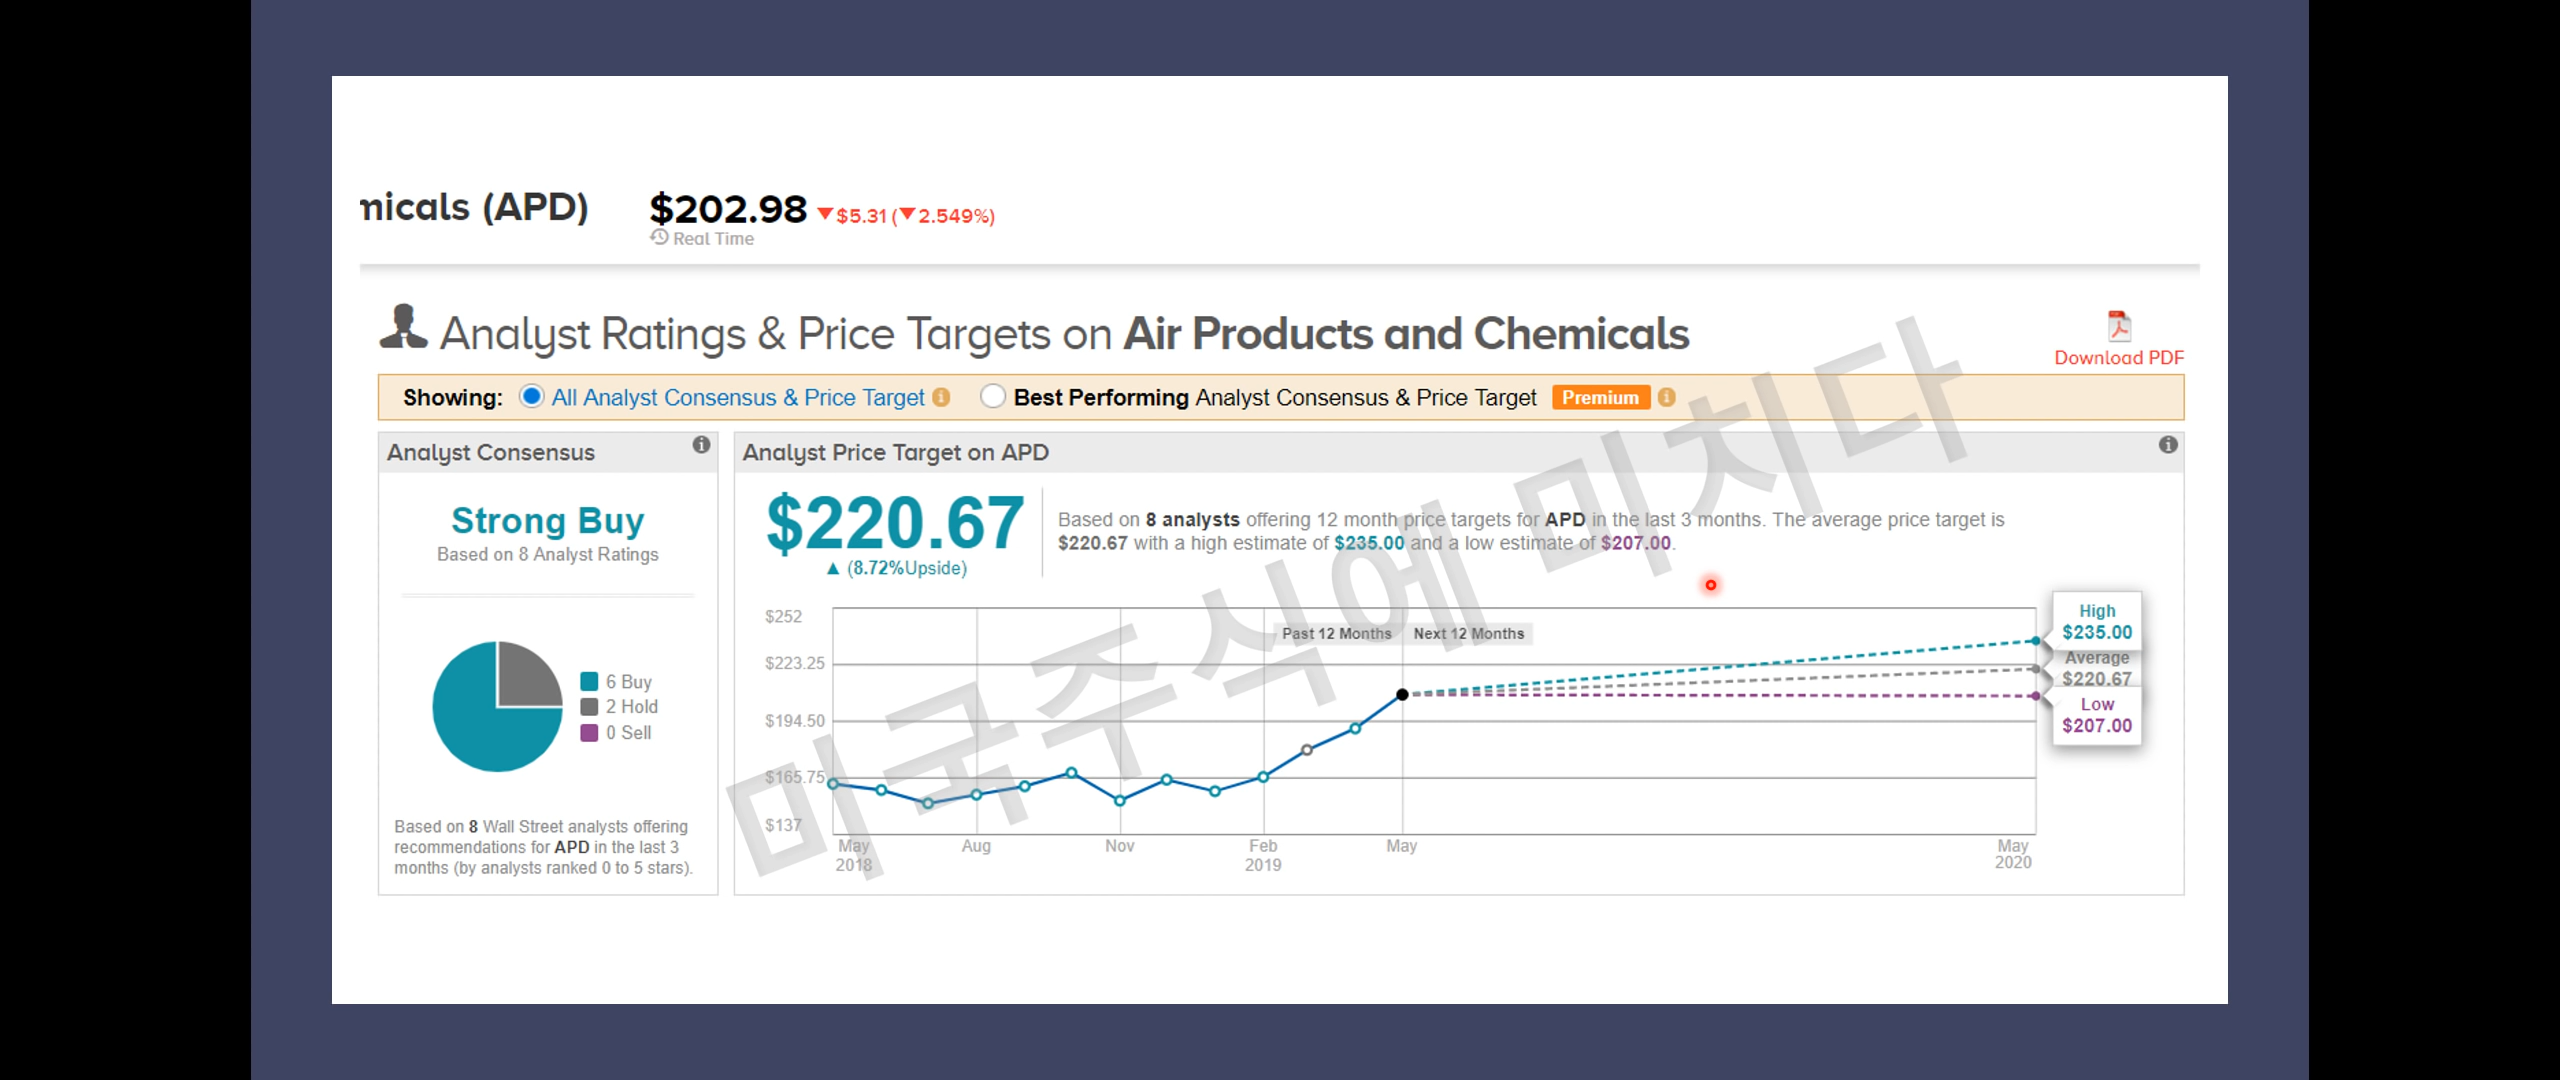 micals (APD)
$202.98 ▼$5.31 (▼2.549%)
Real Time
Analyst Ratings & Price Targets on Air Products and Chemicals
Download PDF
Showing: All Analyst Consensus & Price Target Best Performing Analyst Consensus & Price Target Premium
Analyst Consensus
Strong Buy
Based on 8 Analyst Ratings
6 Buy
2 Hold
0 Sell
Based on 8 Wall Street analysts offering
recommendations for APD in the last 3
months (by analysts ranked 0 to 5 stars).
Analyst Price Target on APD
$220.67
▲ (8.72%Upside)
Based on 8 analysts offering 12 month price targets for APD in the last 3 months. The average price target is
$220.67 with a high estimate of $235.00 and a low estimate of $207.00.
$252
$223.25
$194.50
$165.75
$137
Past 12 Months Next 12 Months
High
$235.00
Average
$220.67
Low
$207.00
May Aug Nov Feb May May
2018 2019 2020
미국주식에 미치다